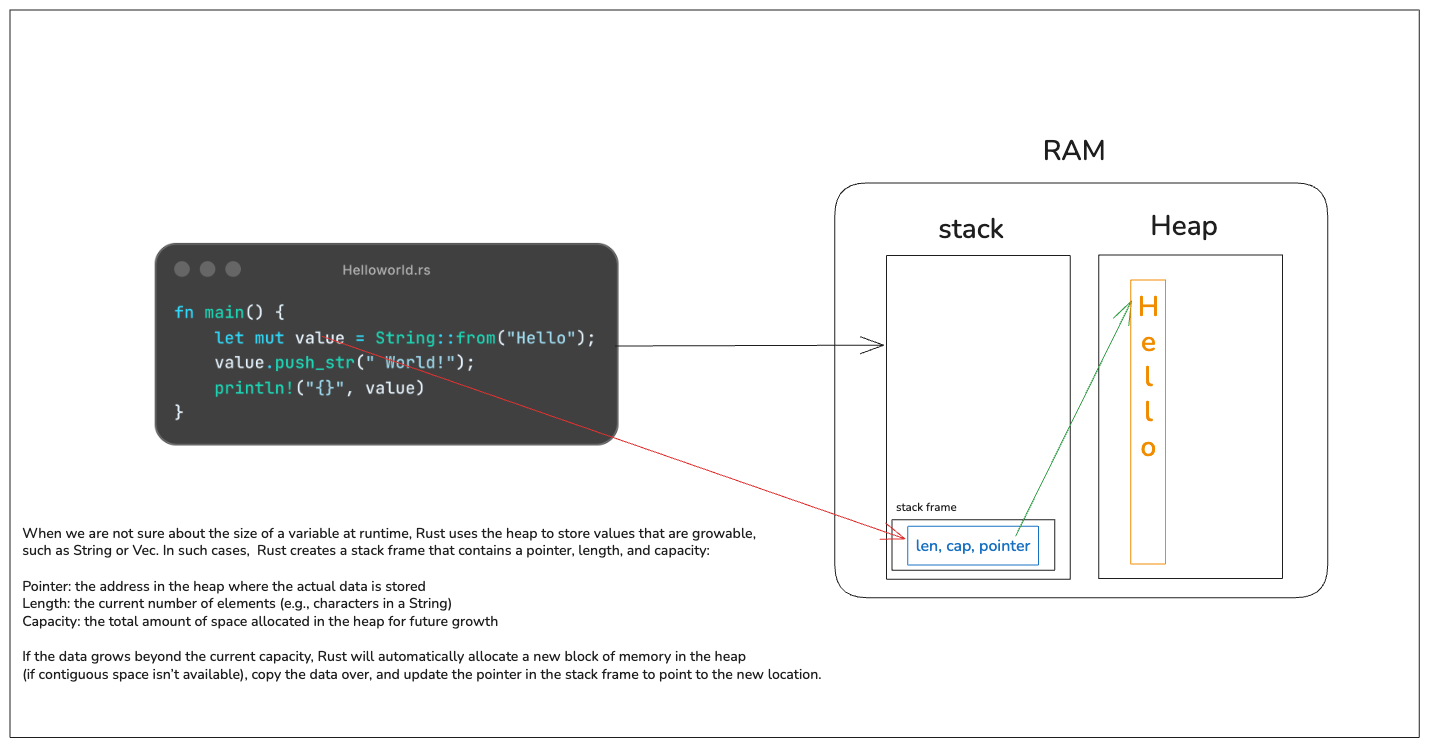 RAM
stack
Heap
Helloworld.rs
fn main() {
    let mut value = String::from("Hello");
    value.push_str(" World!");
    println!("{}", value)
}
H
e
l
l
o
stack frame
len, cap, pointer
When we are not sure about the size of a variable at runtime, Rust uses the heap to store values that are growable,
such as String or Vec. In such cases,  Rust creates a stack frame that contains a pointer, length, and capacity:
Pointer: the address in the heap where the actual data is stored
Length: the current number of elements (e.g., characters in a String)
Capacity: the total amount of space allocated in the heap for future growth
If the data grows beyond the current capacity, Rust will automatically allocate a new block of memory in the heap
(if contiguous space isn't available), copy the data over, and update the pointer in the stack frame to point to the new location.